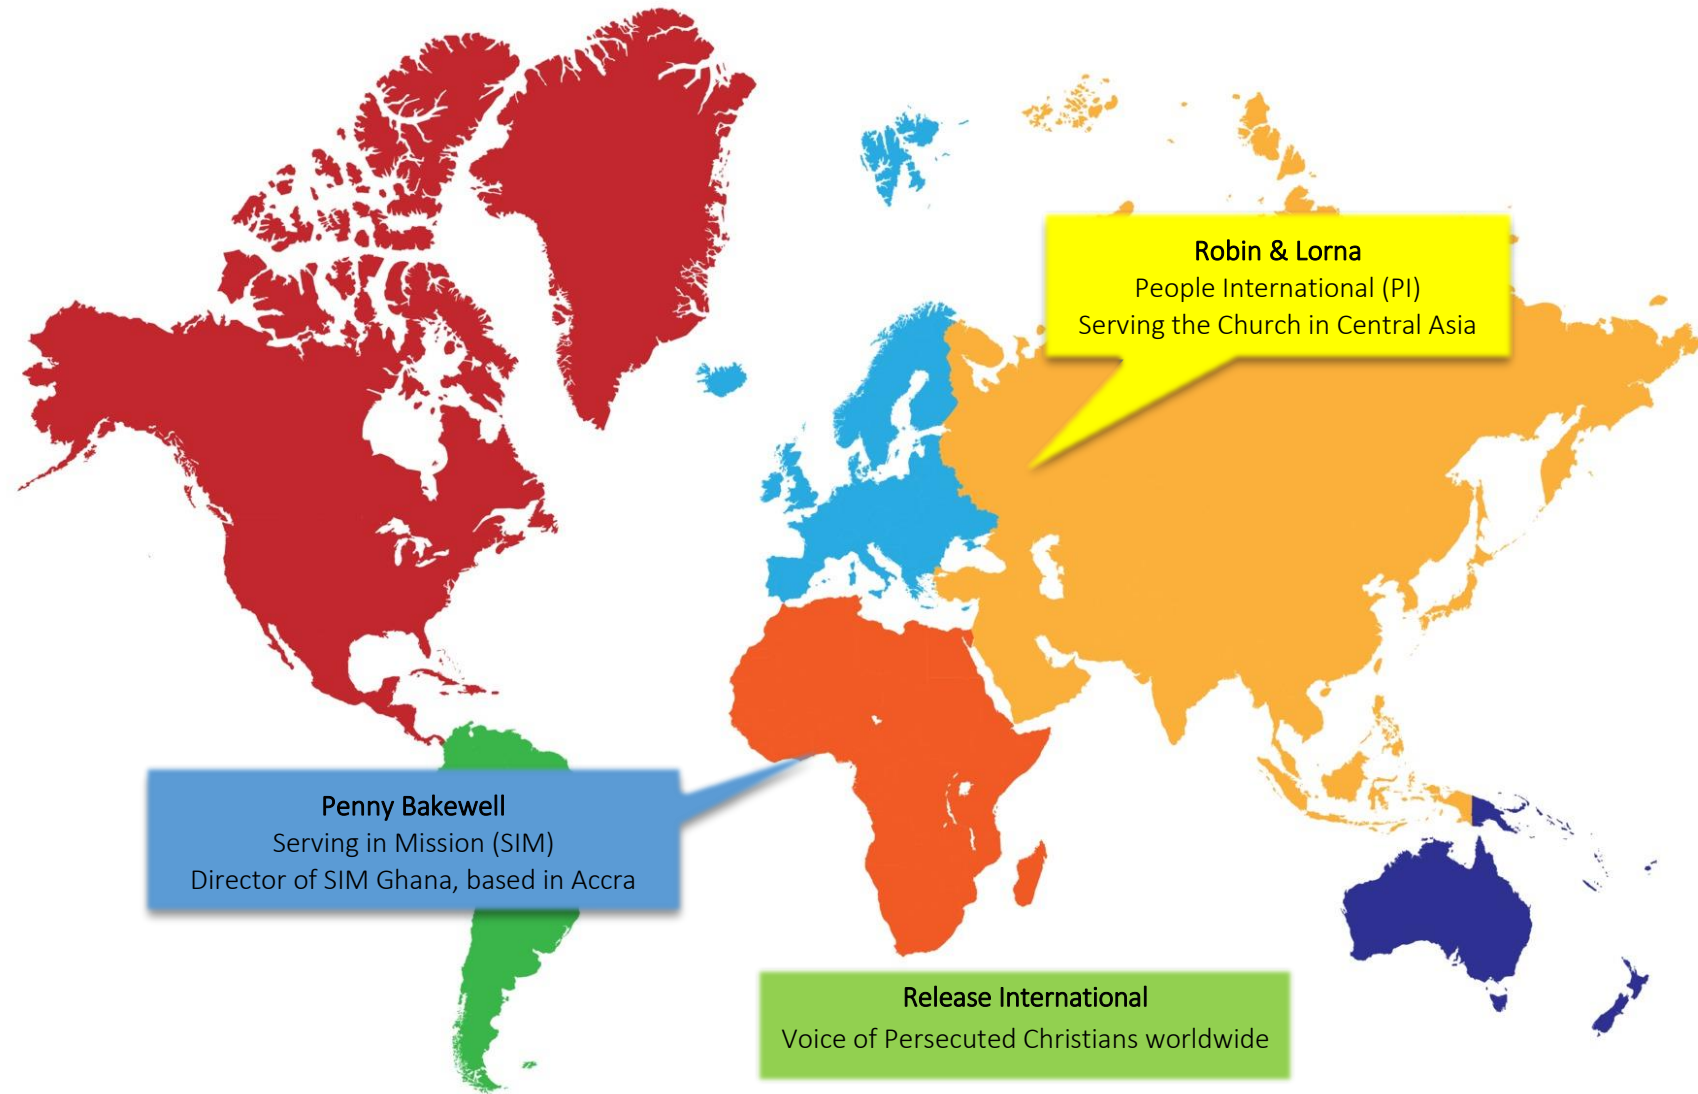 Robin & Lorna
People International (PI)
Serving the Church in Central Asia
Penny Bakewell
Serving in Mission (SIM)
Director of SIM Ghana, based in Accra
Release International
Voice of Persecuted Christians worldwide